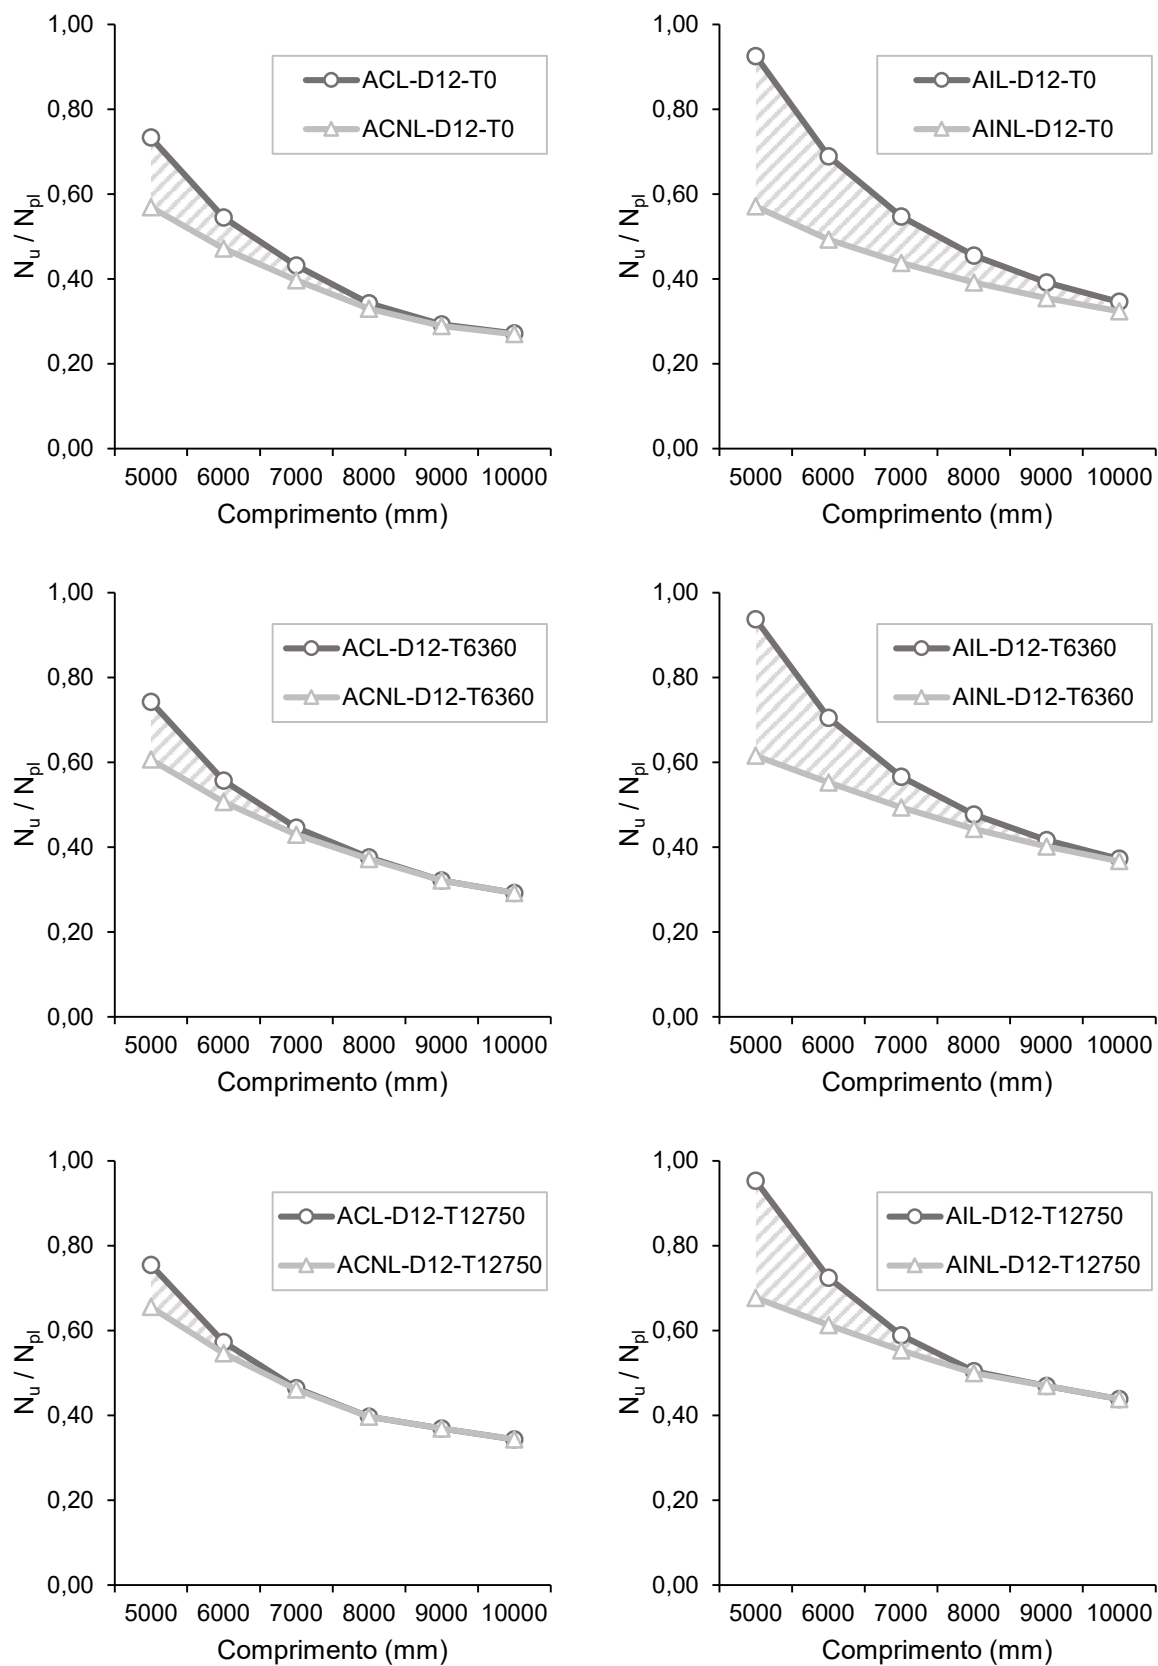 1,00
0,80
0,60
0,40
0,20
0,00
N_u / N_pl
ACL-D12-T0
ACNL-D12-T0
5000 6000 7000 8000 9000 10000
Comprimento (mm)
1,00
0,80
0,60
0,40
0,20
0,00
N_u / N_pl
AIL-D12-T0
AINL-D12-T0
5000 6000 7000 8000 9000 10000
Comprimento (mm)
1,00
0,80
0,60
0,40
0,20
0,00
N_u / N_pl
ACL-D12-T6360
ACNL-D12-T6360
5000 6000 7000 8000 9000 10000
Comprimento (mm)
1,00
0,80
0,60
0,40
0,20
0,00
N_u / N_pl
AIL-D12-T6360
AINL-D12-T6360
5000 6000 7000 8000 9000 10000
Comprimento (mm)
1,00
0,80
0,60
0,40
0,20
0,00
N_u / N_pl
ACL-D12-T12750
ACNL-D12-T12750
5000 6000 7000 8000 9000 10000
Comprimento (mm)
1,00
0,80
0,60
0,40
0,20
0,00
N_u / N_pl
AIL-D12-T12750
AINL-D12-T12750
5000 6000 7000 8000 9000 10000
Comprimento (mm)